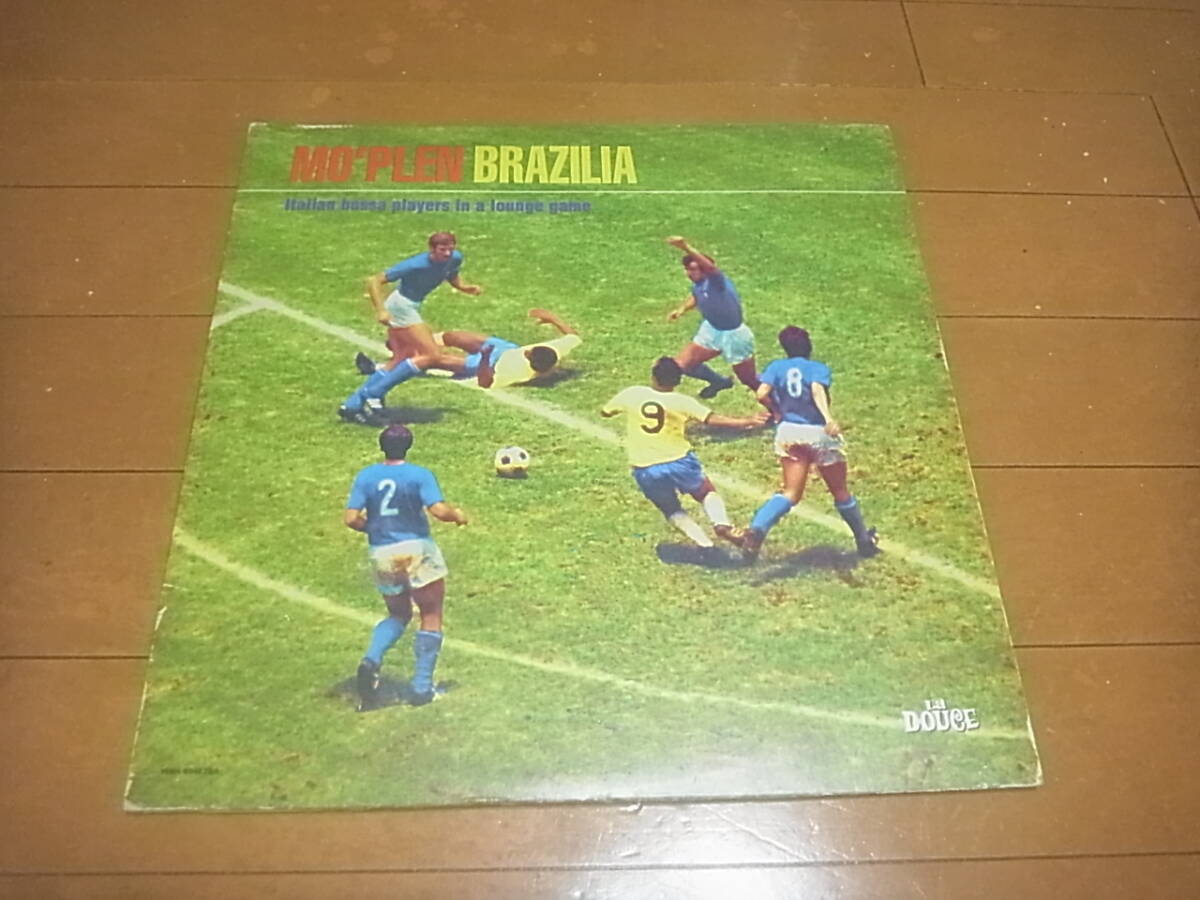 MO'PLEN BRAZILIA
Italian bossa players in a lounge game
8
9
2
La
DOUCE